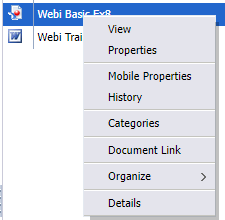 Webi Basic Ex8
View
Webi Trai
Properties
Mobile Properties
History
Categories
Document Link
Organize
Details